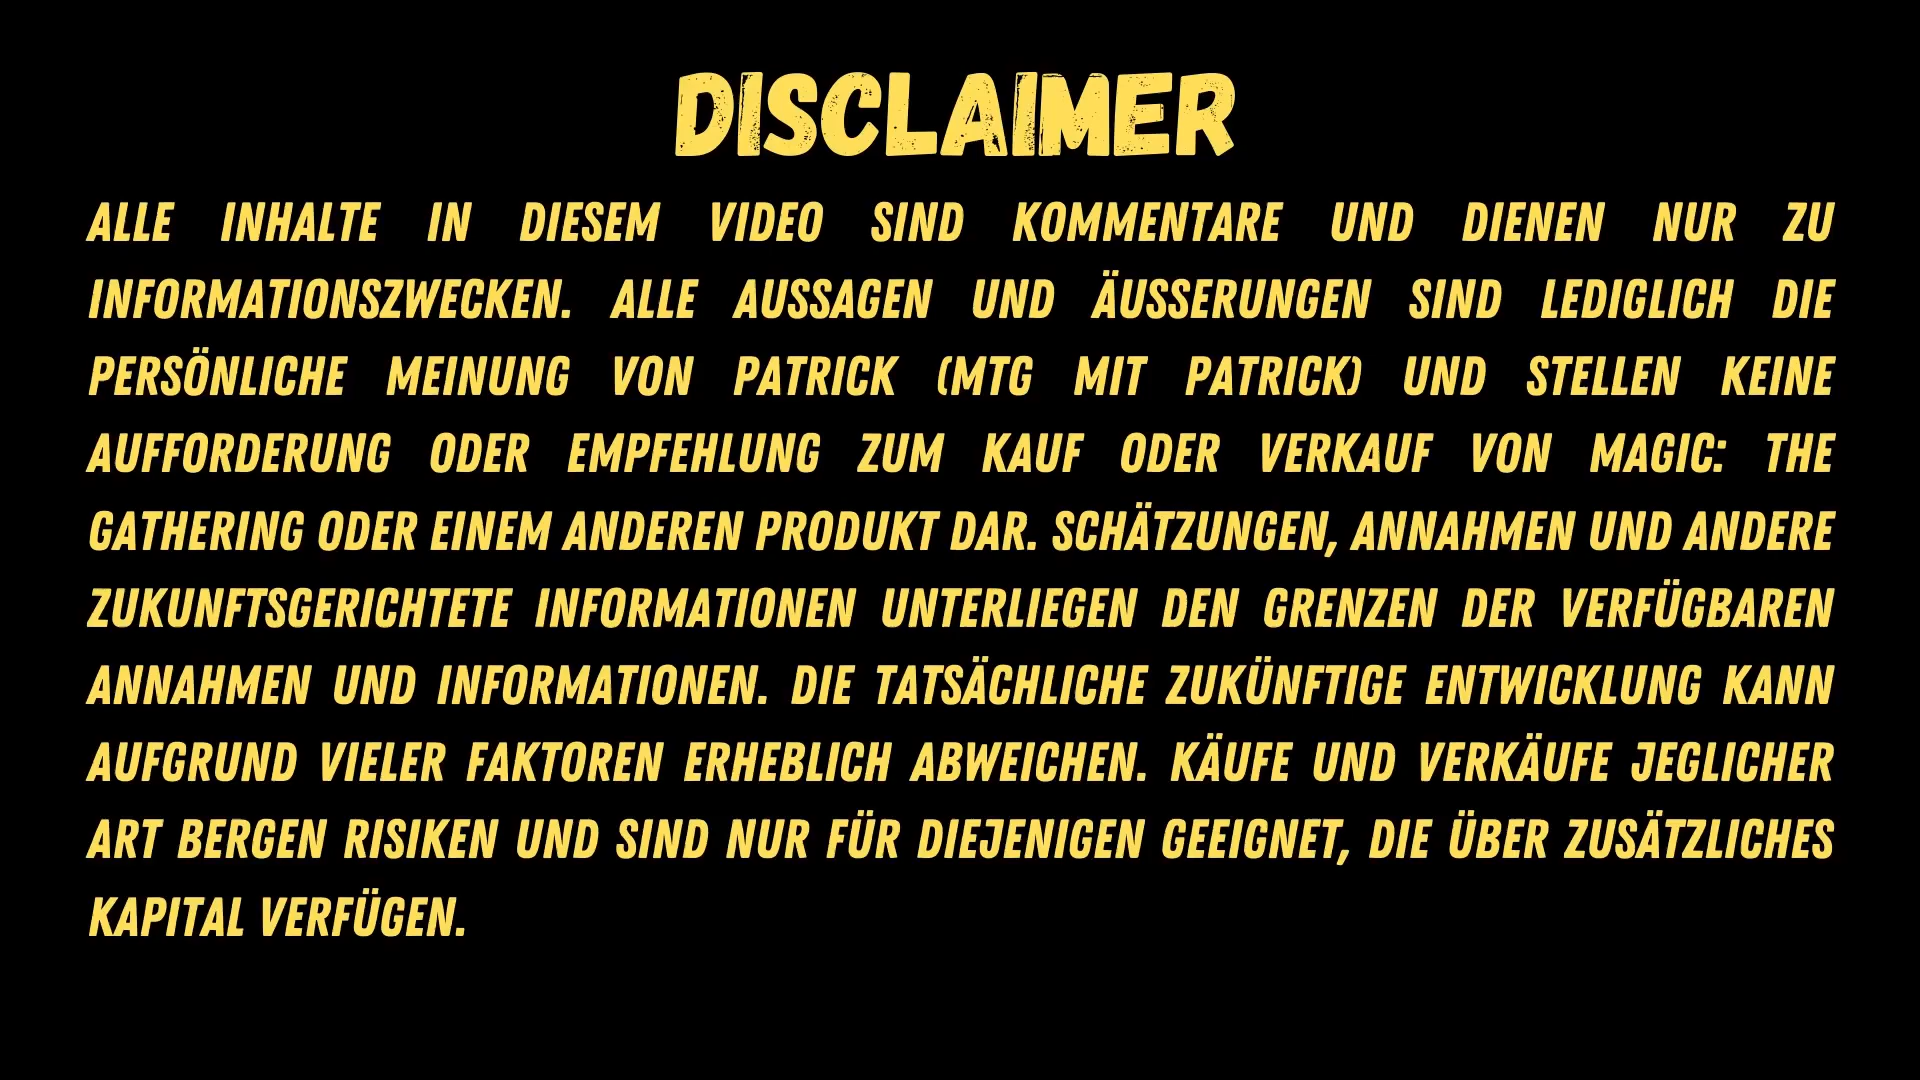 DISCLAIMER
ALLE INHALTE IN DIESEM VIDEO SIND KOMMENTARE UND DIENEN NUR ZU
INFORMATIONSZWECKEN. ALLE AUSSAGEN UND ÄUSSERUNGEN SIND LEDIGLICH DIE
PERSÖNLICHE MEINUNG VON PATRICK (MTG MIT PATRICK) UND STELLEN KEINE
AUFFORDERUNG ODER EMPFEHLUNG ZUM KAUF ODER VERKAUF VON MAGIC: THE
GATHERING ODER EINEM ANDEREN PRODUKT DAR. SCHÄTZUNGEN, ANNAHMEN UND ANDERE
ZUKUNFTSGERICHTETE INFORMATIONEN UNTERLIEGEN DEN GRENZEN DER VERFÜGBAREN
ANNAHMEN UND INFORMATIONEN. DIE TATSÄCHLICHE ZUKÜNFTIGE ENTWICKLUNG KANN
AUFGRUND VIELER FAKTOREN ERHEBLICH ABWEICHEN. KÄUFE UND VERKÄUFE JEGLICHER
ART BERGEN RISIKEN UND SIND NUR FÜR DIEJENIGEN GEEIGNET, DIE ÜBER ZUSÄTZLICHES
KAPITAL VERFÜGEN.